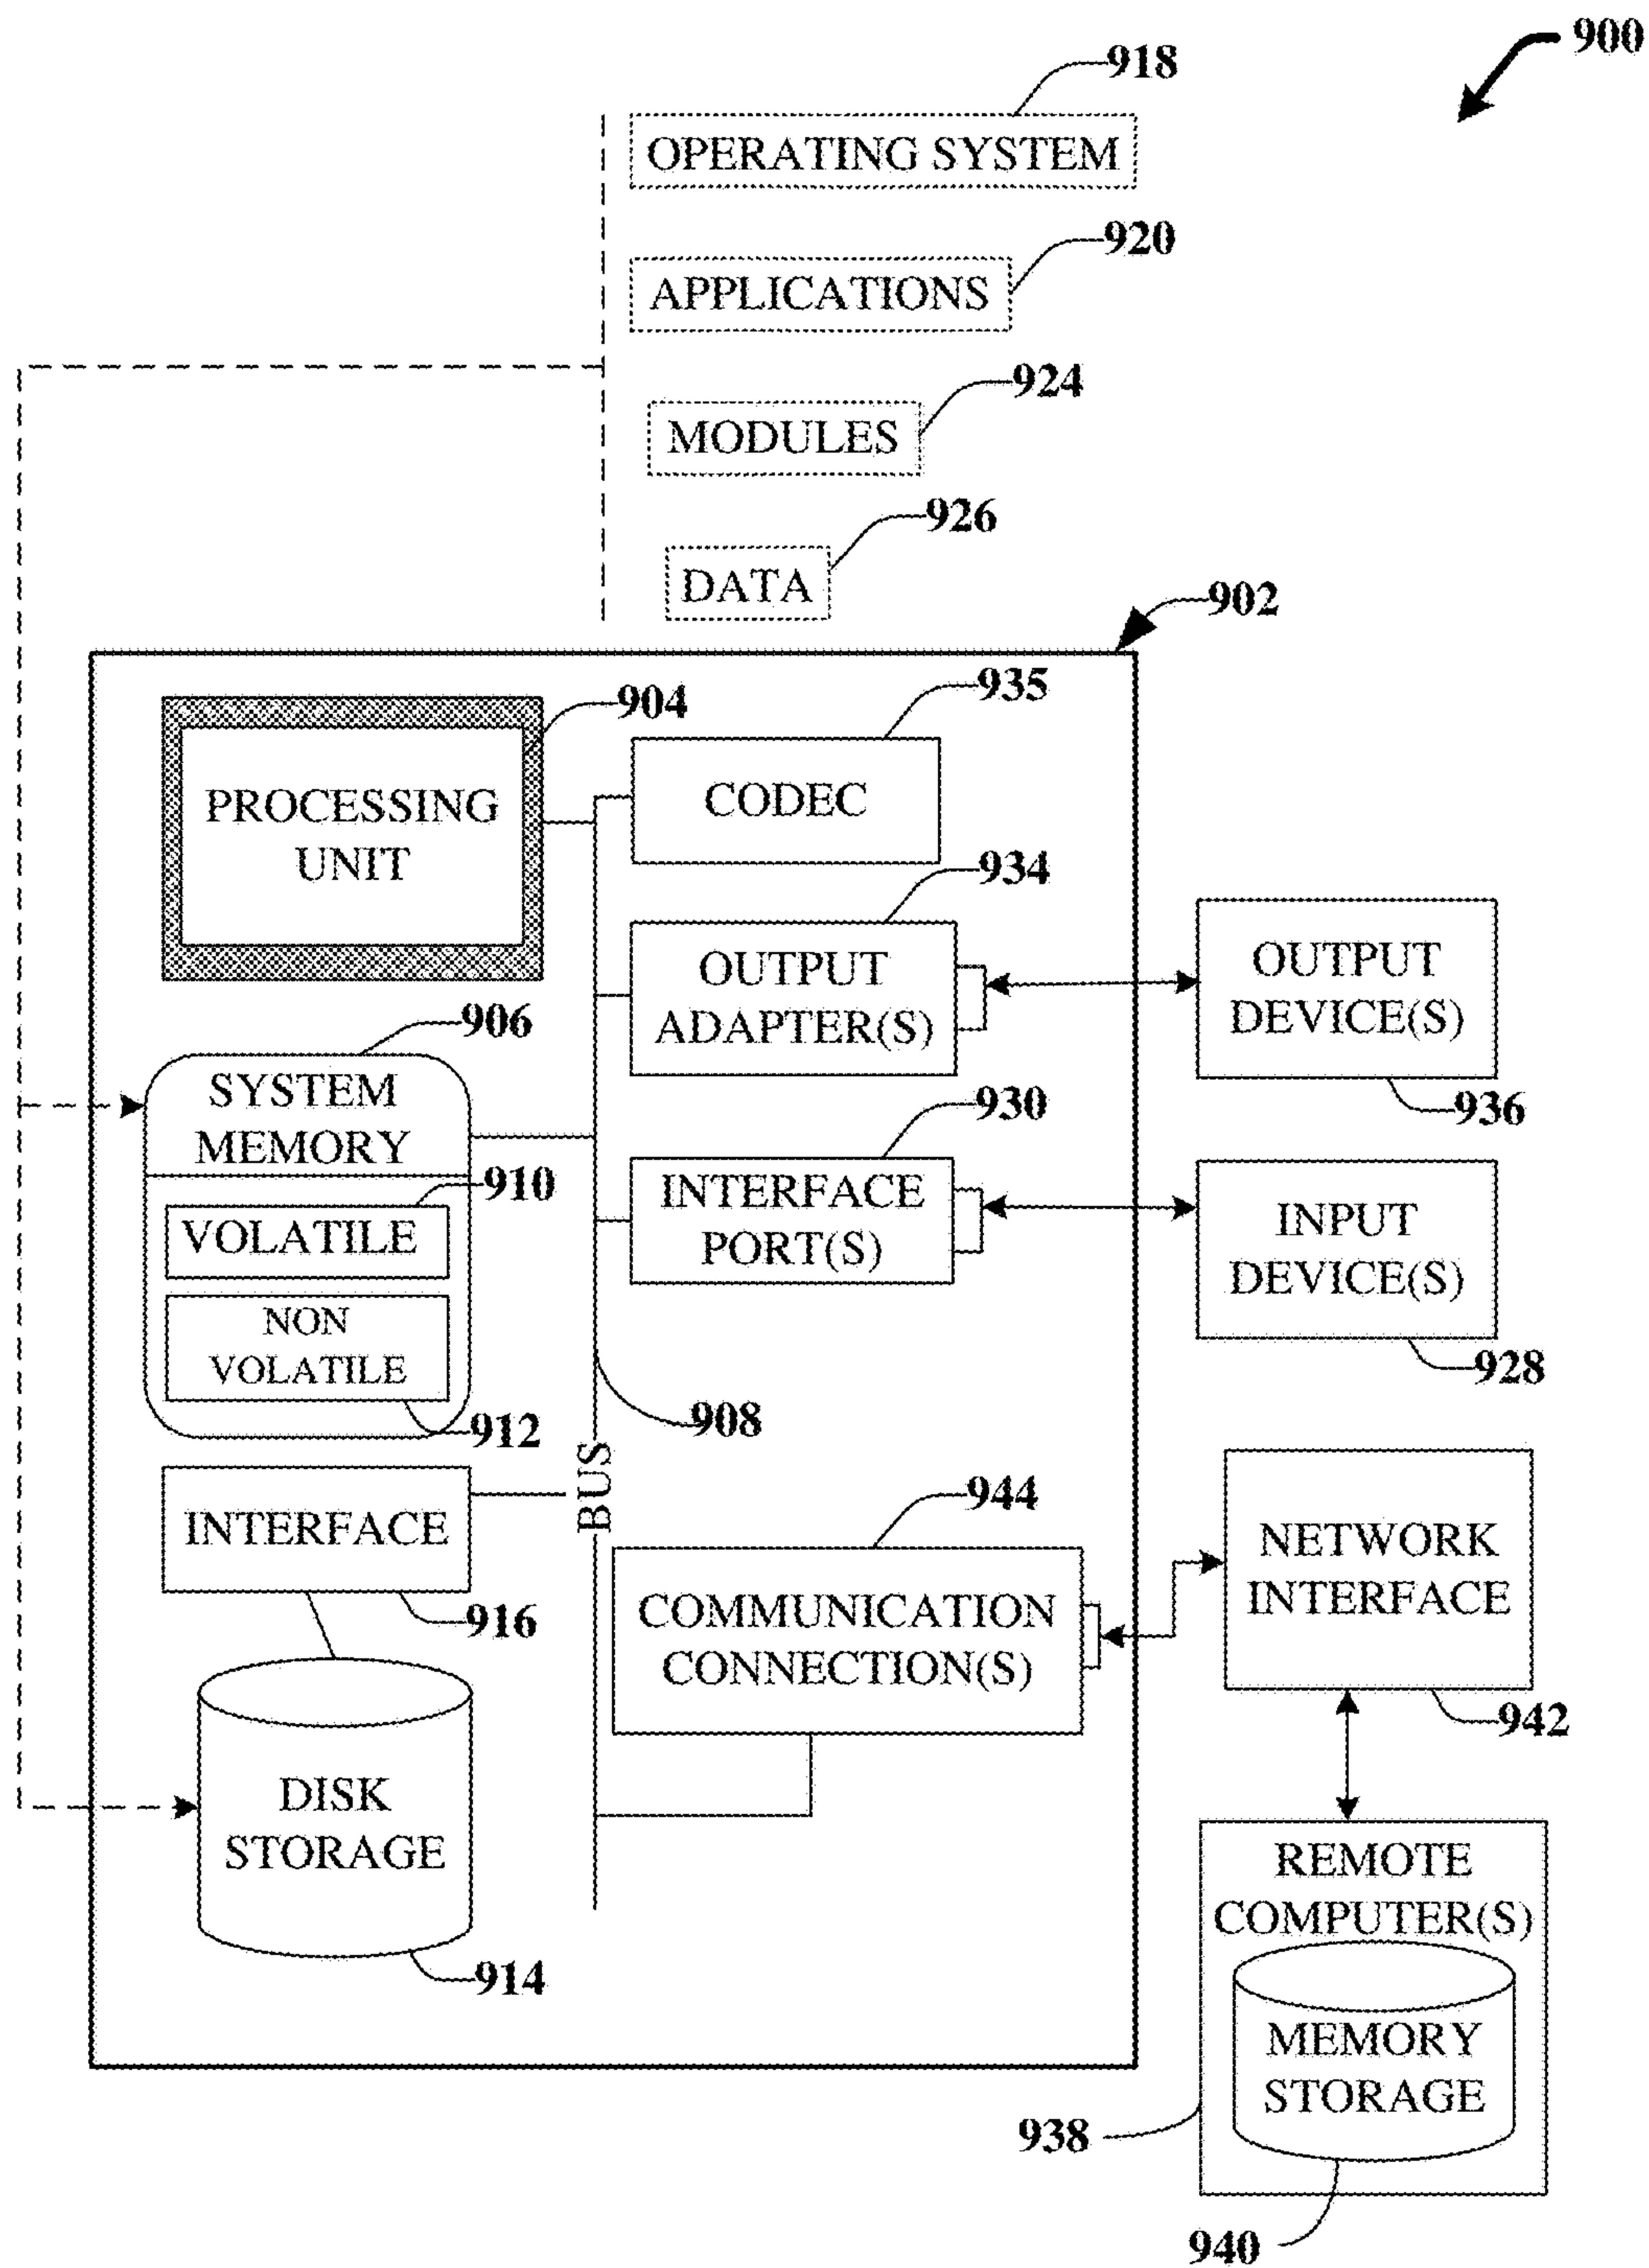 900
918
OPERATING SYSTEM
920
APPLICATIONS
924
MODULES
926
DATA
902
904
PROCESSING
UNIT
935
CODEC
934
OUTPUT
ADAPTER(S)
OUTPUT
DEVICE(S)
936
906
SYSTEM
MEMORY
910
VOLATILE
NON
VOLATILE
912
930
INTERFACE
PORT(S)
INPUT
DEVICE(S)
928
908
BUS
INTERFACE
916
944
COMMUNICATION
CONNECTION(S)
NETWORK
INTERFACE
942
DISK
STORAGE
914
REMOTE
COMPUTER(S)
MEMORY
STORAGE
938
940